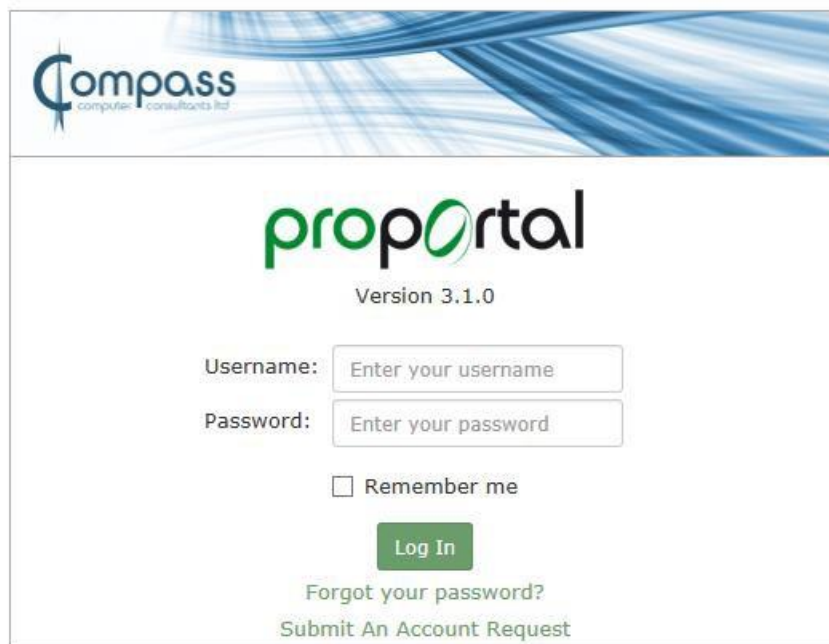 Compass
computer consultants ltd
proportal
Version 3.1.0
Username: Enter your username
Password: Enter your password
Remember me
Log In
Forgot your password?
Submit An Account Request